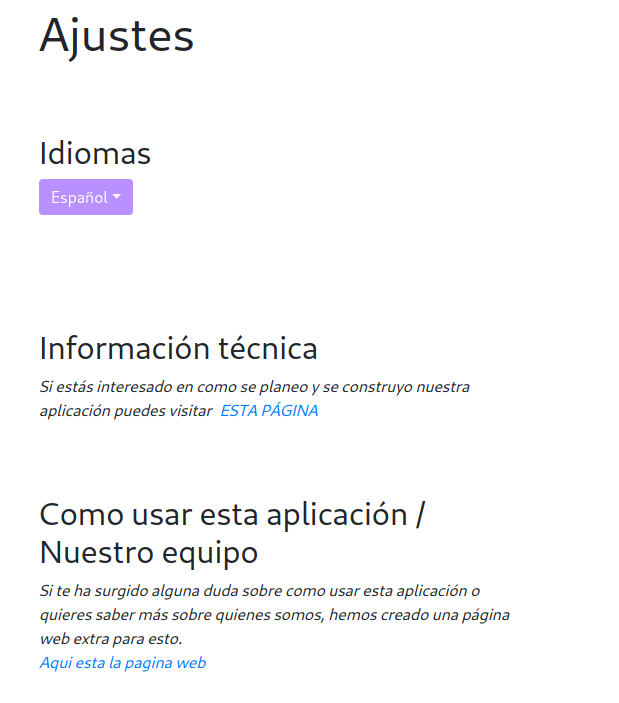 Ajustes
Idiomas
Español
Información técnica
Si estás interesado en como se planeo y se construyo nuestra
aplicación puedes visitar ESTA PÁGINA
Como usar esta aplicación /
Nuestro equipo
Si te ha surgido alguna duda sobre como usar esta aplicación o
quieres saber más sobre quienes somos, hemos creado una página
web extra para esto.
Aqui esta la pagina web